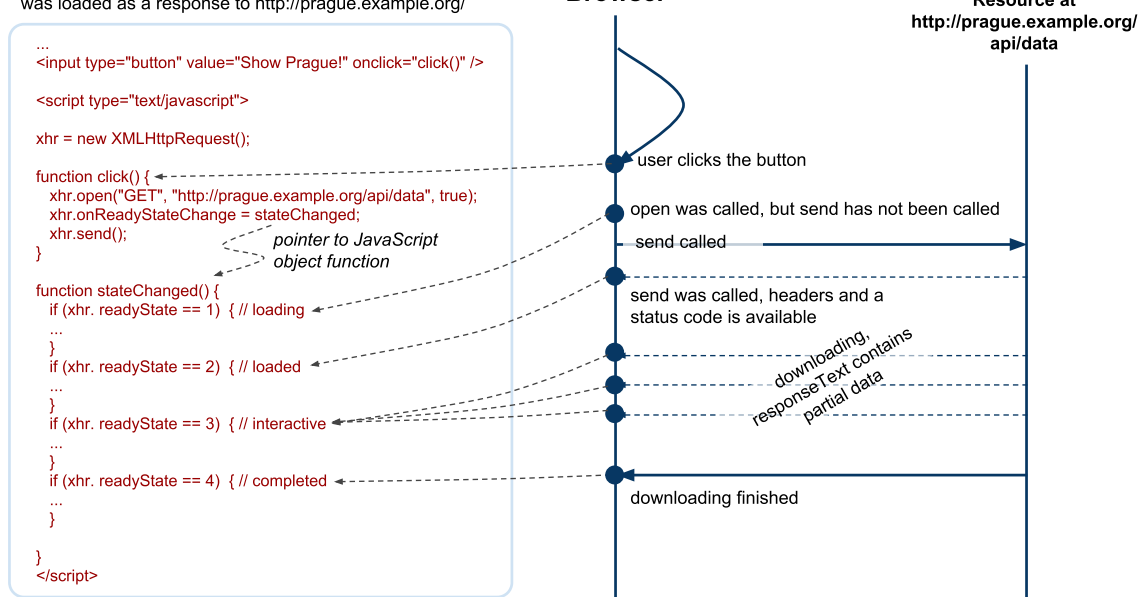 was loaded as a response to http://prague.example.org/
Browser
Resource at
http://prague.example.org/
api/data
...
<input type="button" value="Show Prague!" onclick="click()" />
<script type="text/javascript">
xhr = new XMLHttpRequest();
function click() {
xhr.open("GET", "http://prague.example.org/api/data", true);
xhr.onReadyStateChange = stateChanged;
xhr.send();
}
pointer to JavaScript
object function
function stateChanged() {
if (xhr. readyState == 1) { // loading
...
}
if (xhr. readyState == 2) { // loaded
...
}
if (xhr. readyState == 3) { // interactive
...
}
if (xhr. readyState == 4) { // completed
...
}
}
</script>
user clicks the button
open was called, but send has not been called
send called
send was called, headers and a
status code is available
downloading,
responseText contains
partial data
downloading finished